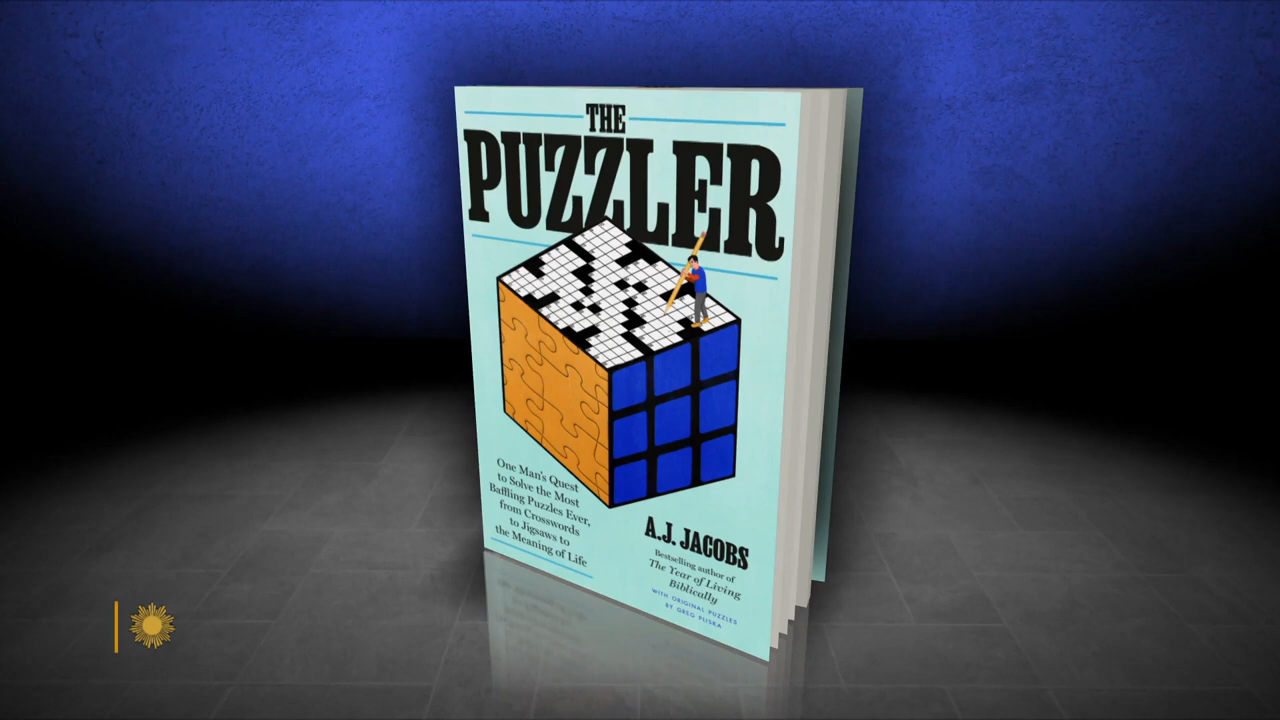 THE
PUZZLER
One Man's Quest
to Solve the Most
Baffling Puzzles Ever,
from Crosswords
to Jigsaws to
the Meaning of Life
A.J. JACOBS
Bestselling author of
The Year of Living
Biblically
WITH ORIGINAL PUZZLES
BY GREG PLISKA